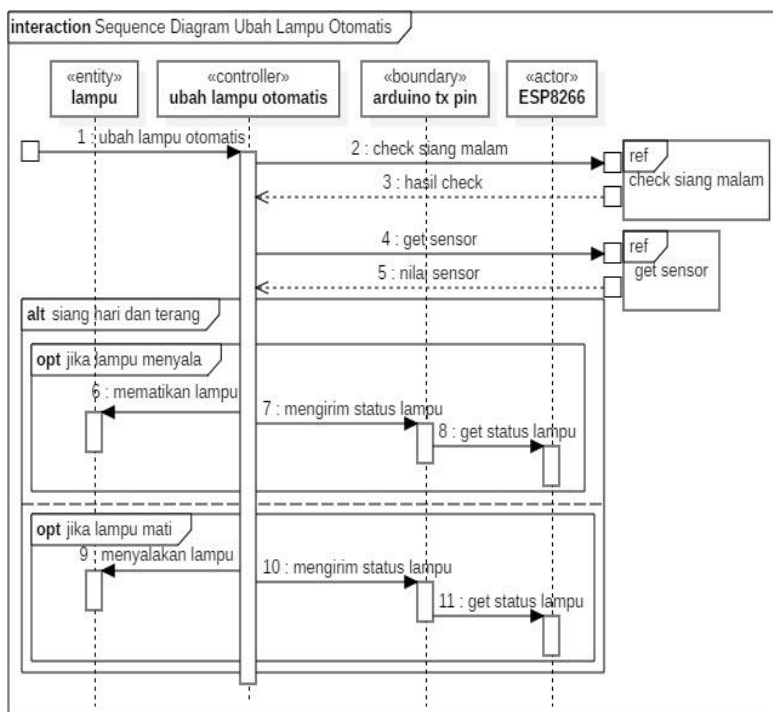 interaction Sequence Diagram Ubah Lampu Otomatis
«entity»
lampu
«controller»
ubah lampu otomatis
«boundary»
arduino tx pin
«actor»
ESP8266
1 : ubah lampu otomatis
2 : check siang malam
ref
check siang malam
3 : hasil check
4 : get sensor
ref
get sensor
5 : nilai sensor
alt siang hari dan terang
opt jika lampu menyala
6 : mematikan lampu
7 : mengirim status lampu
8 : get status lampu
opt jika lampu mati
9 : menyalakan lampu
10 : mengirim status lampu
11 : get status lampu